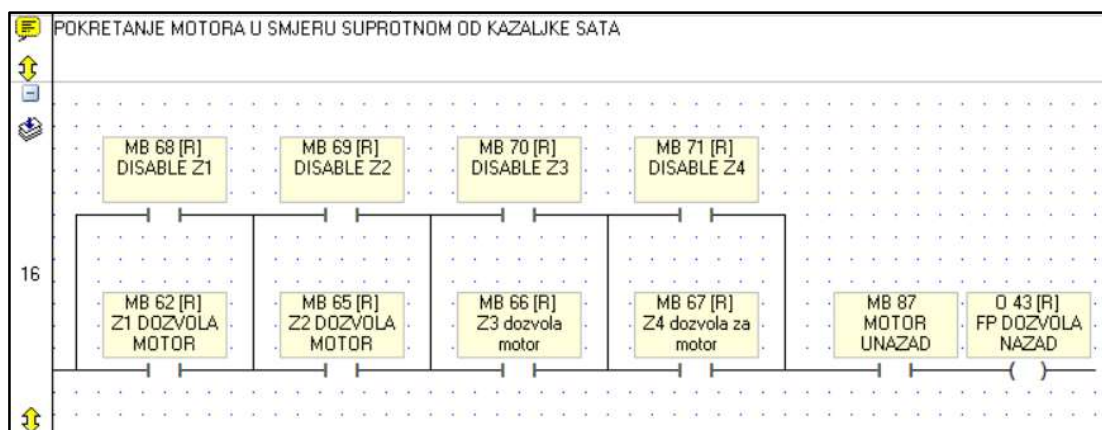 POKRETANJE MOTORA U SMJERU SUPROTNOM OD KAZALJKE SATA
MB 68 [R]
DISABLE Z1
MB 69 [R]
DISABLE Z2
MB 70 [R]
DISABLE Z3
MB 71 [R]
DISABLE Z4
16
MB 62 [R]
Z1 DOZVOLA
MOTOR
MB 65 [R]
Z2 DOZVOLA
MOTOR
MB 66 [R]
Z3 dozvola
motor
MB 67 [R]
Z4 dozvola za
motor
MB 87
MOTOR
UNAZAD
O 43 [R]
FP DOZVOLA
NAZAD